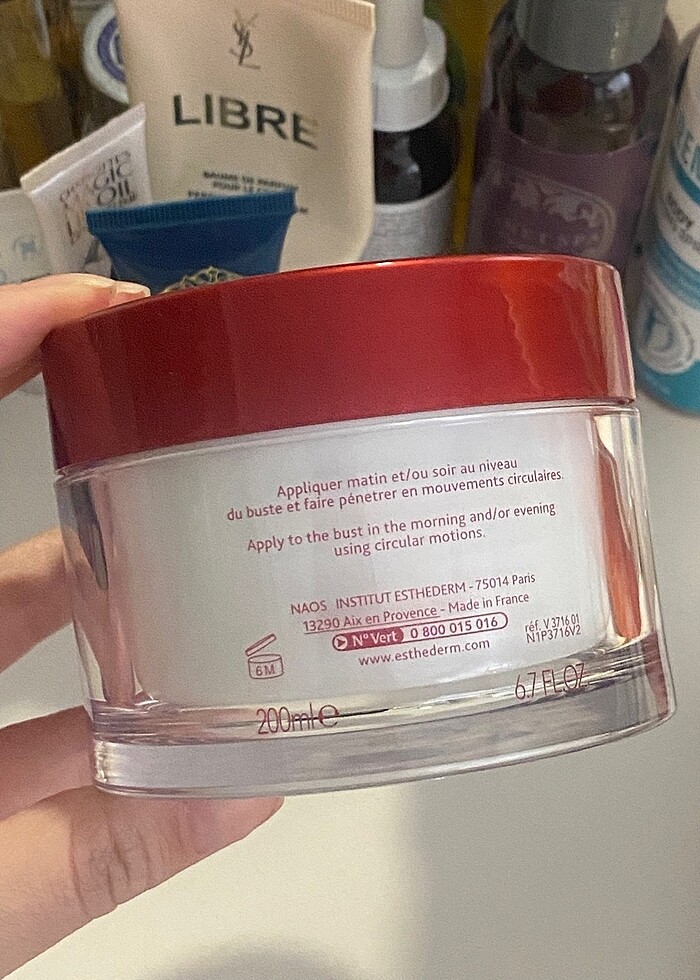 YSL
LIBRE
Appliquer matin et/ou soir au niveau
du buste et faire pénetrer en mouvements circulaires.
Apply to the bust in the morning and/or evening
using circular motions.
NAOS INSTITUT ESTHEDERM - 75014 Paris
13290 Aix en Provence - Made in France
N°Vert 0 800 015 016
www.esthederm.com
réf. V 3716.01
N1P3716V2
6M
200ml e
6.7 FL.OZ.